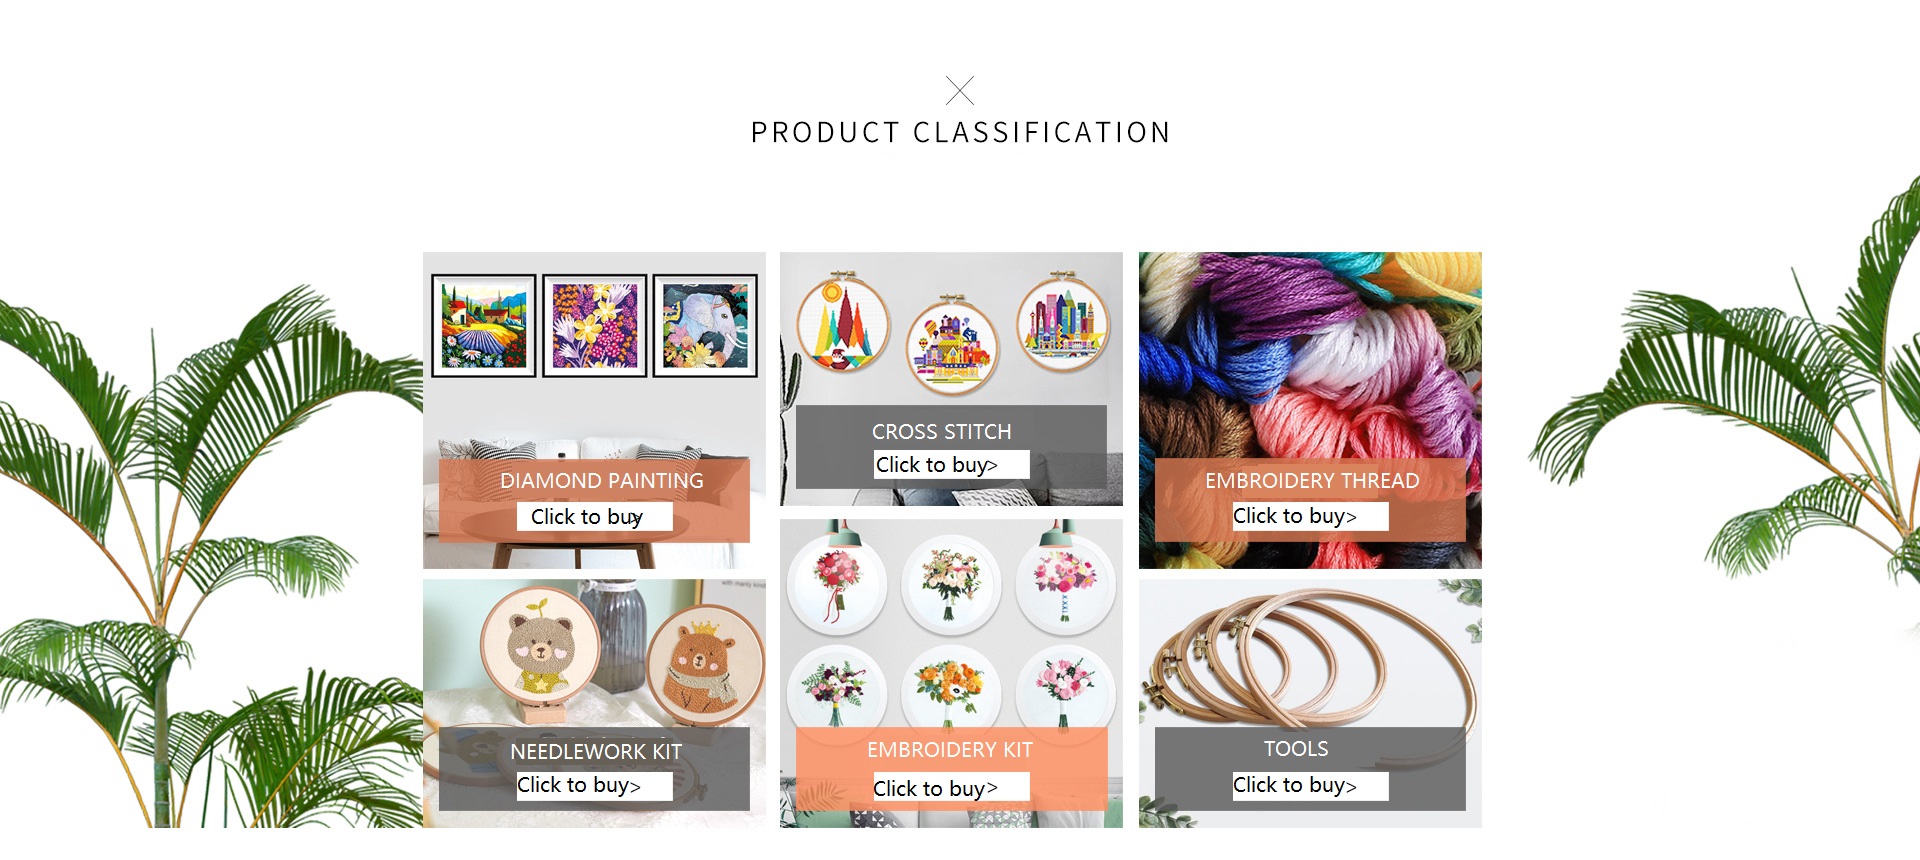 PRODUCT CLASSIFICATION
DIAMOND PAINTING
Click to buy>
CROSS STITCH
Click to buy>
EMBROIDERY THREAD
Click to buy>
NEEDLEWORK KIT
Click to buy>
EMBROIDERY KIT
Click to buy>
TOOLS
Click to buy>